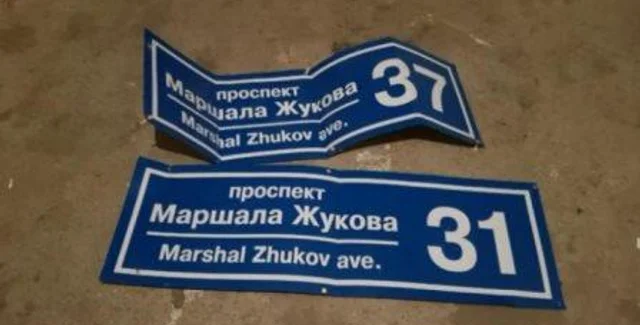 проспект
Маршала Жукова
Marshal Zhukov ave.
37
проспект
Маршала Жукова
Marshal Zhukov ave.
31